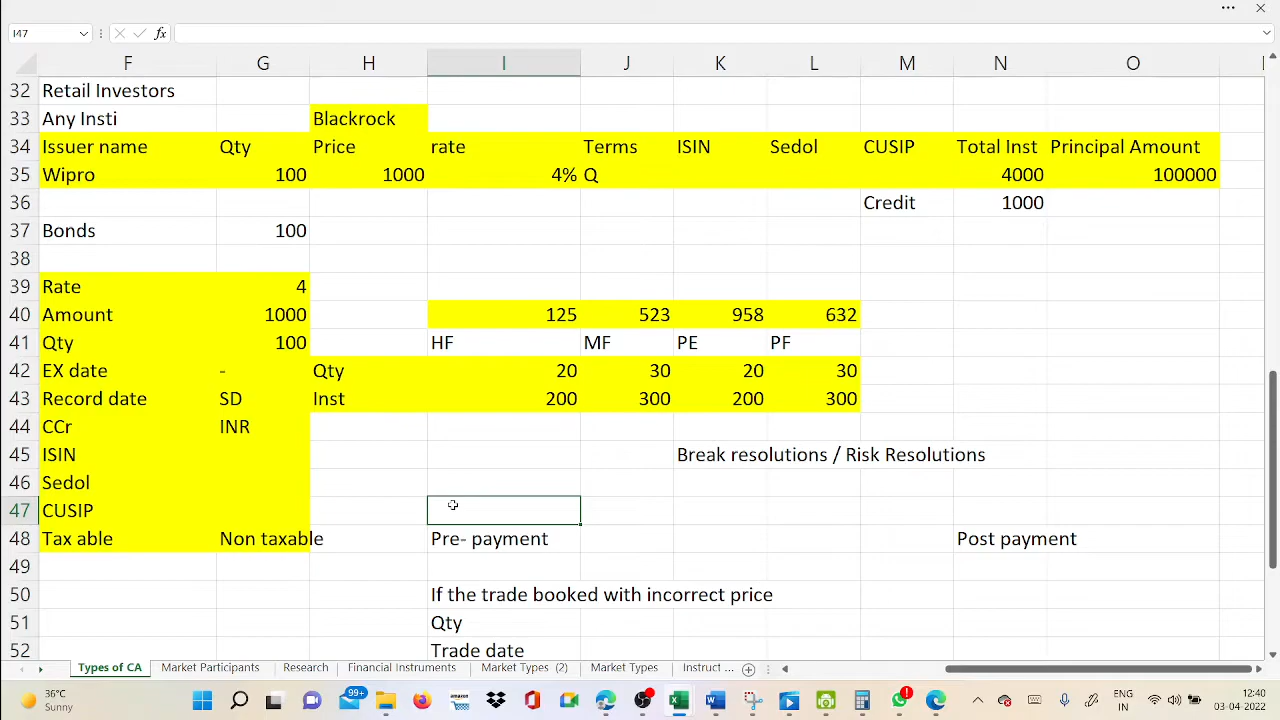 I47 fx
F G H I J K L M N O
32 Retail Investors
33 Any Insti Blackrock
34 Issuer name Qty Price rate Terms ISIN Sedol CUSIP Total Inst Principal Amount
35 Wipro 100 1000 4% Q 4000 100000
36 Credit 1000
37 Bonds 100
38
39 Rate 4
40 Amount 1000 125 523 958 632
41 Qty 100 HF MF PE PF
42 EX date - Qty 20 30 20 30
43 Record date SD Inst 200 300 200 300
44 CCr INR
45 ISIN Break resolutions / Risk Resolutions
46 Sedol
47 CUSIP
48 Tax able Non taxable Pre- payment Post payment
49
50 If the trade booked with incorrect price
51 Qty
52 Trade date
Types of CA Market Participants Research Financial Instruments Market Types (2) Market Types Instruct ...
36°C
Sunny
99+
ENG
IN
12:40
03-04-2022